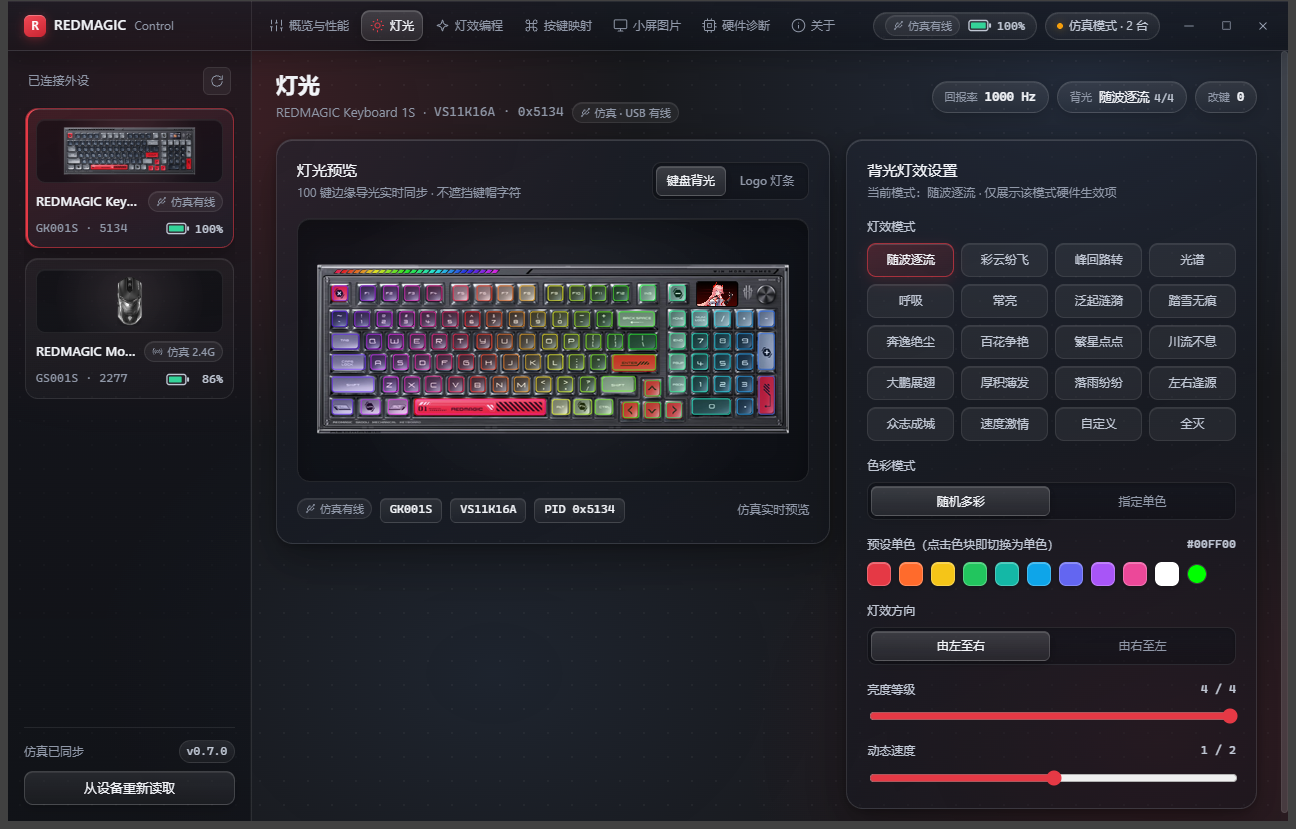 R REDMAGIC Control
概览与性能 灯光 灯效编程 按键映射 小屏图片 硬件诊断 关于
仿真有线 100% 仿真模式 · 2 台
已连接外设
REDMAGIC Key... 仿真有线
GK001S · 5134 100%
REDMAGIC Mo... 仿真 2.4G
GS001S · 2277 86%
仿真已同步 v0.7.0
从设备重新读取
灯光
REDMAGIC Keyboard 1S · VS11K16A · 0x5134 仿真 · USB 有线
回报率 1000 Hz 背光 随波逐流 4/4 改键 0
灯光预览
100 键边缘导光实时同步 · 不遮挡键帽字符
键盘背光 Logo 灯条
仿真有线 GK001S VS11K16A PID 0x5134 仿真实时预览
背光灯效设置
当前模式：随波逐流 · 仅展示该模式硬件生效项
灯效模式
随波逐流 彩云纷飞 峰回路转 光谱
呼吸 常亮 泛起涟漪 踏雪无痕
奔逸绝尘 百花争艳 繁星点点 川流不息
大鹏展翅 厚积薄发 落雨纷纷 左右逢源
众志成城 速度激情 自定义 全灭
色彩模式
随机多彩 指定单色
预设单色（点击色块即切换为单色） #00FF00
灯效方向
由左至右 由右至左
亮度等级 4 / 4
动态速度 1 / 2